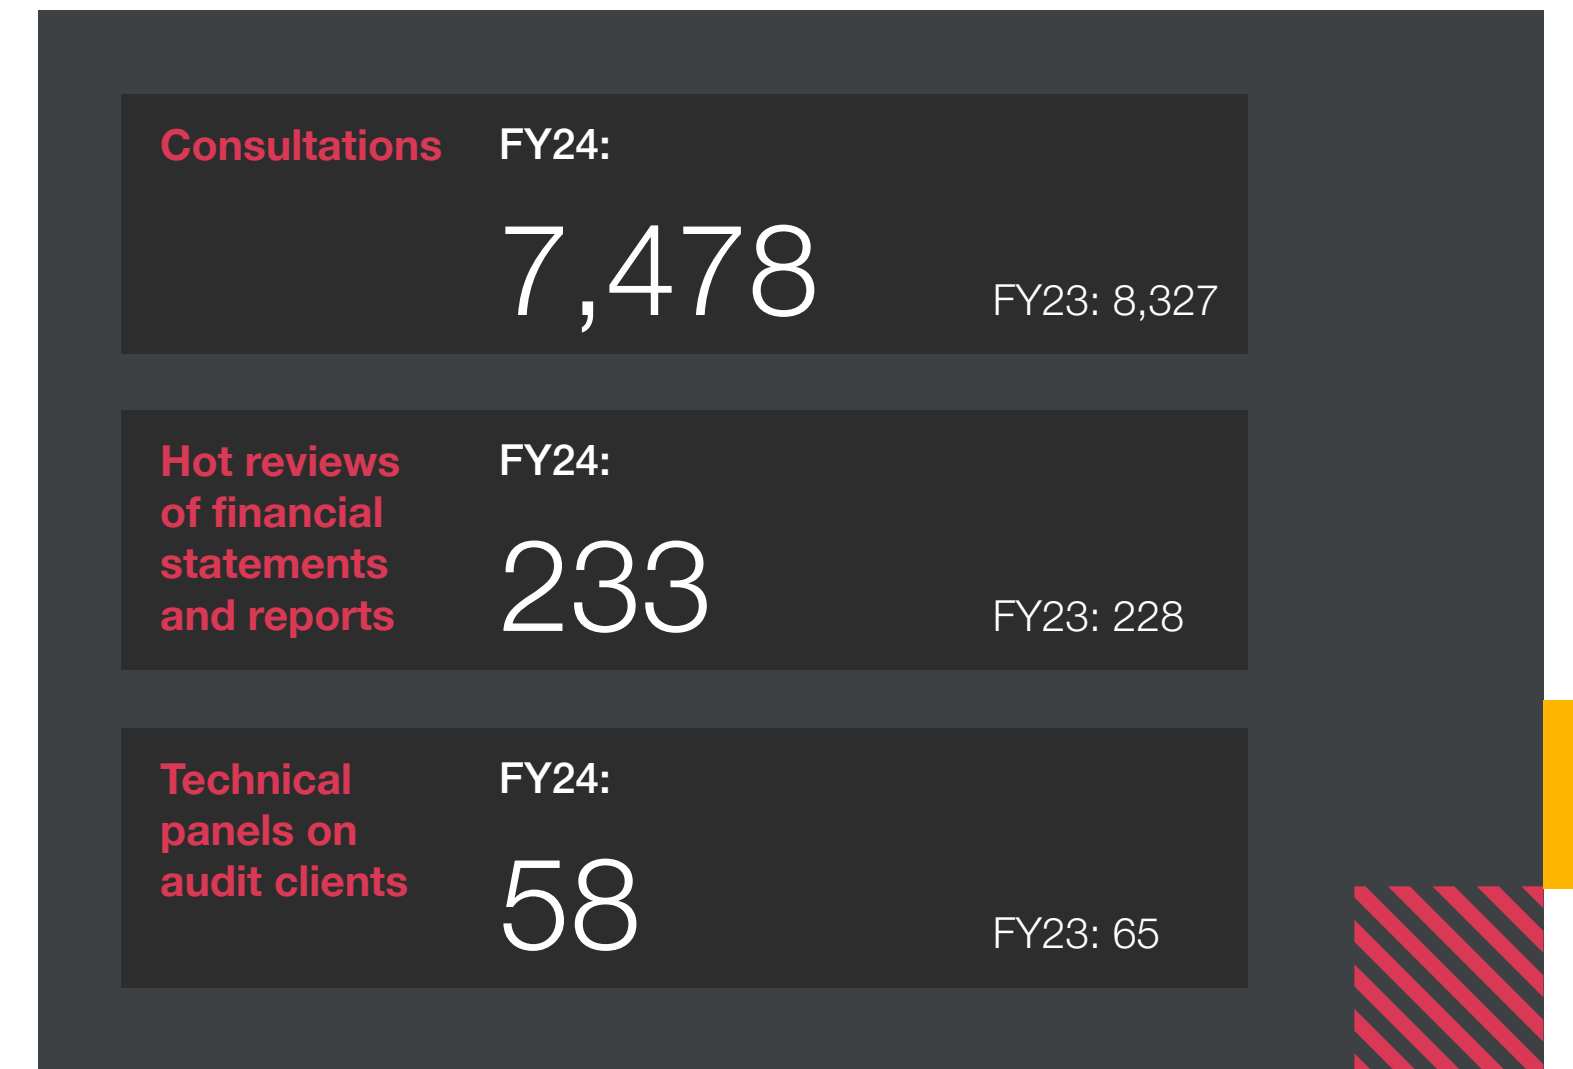 Consultations
FY24:
7,478
FY23: 8,327
Hot reviews
of financial
statements
and reports
FY24:
233
FY23: 228
Technical
panels on
audit clients
FY24:
58
FY23: 65